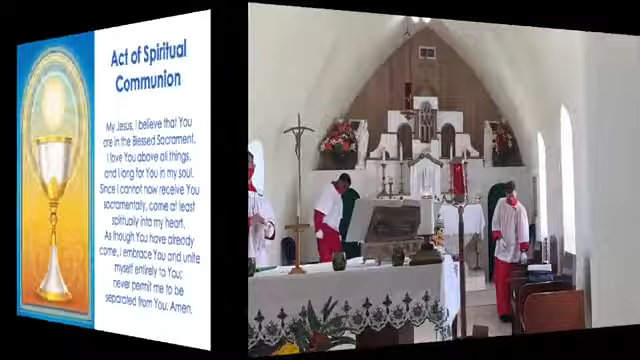 Act of Spiritual
Communion
My Jesus, I believe that You
are in the Blessed Sacrament.
I love You above all things,
and I long for You in my soul.
Since I cannot now receive You
sacramentally, come at least
spiritually into my heart.
As though You have already
come, I embrace You and unite
myself entirely to You;
never permit me to be
separated from You. Amen.